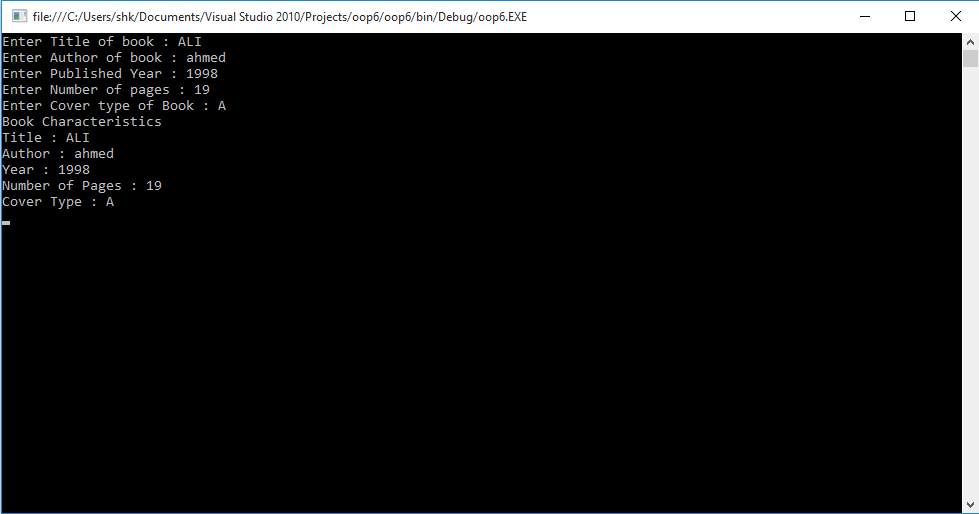 file:///C:/Users/shk/Documents/Visual Studio 2010/Projects/oop6/oop6/bin/Debug/oop6.EXE
Enter Title of book : ALI
Enter Author of book : ahmed
Enter Published Year : 1998
Enter Number of pages : 19
Enter Cover type of Book : A
Book Characteristics
Title : ALI
Author : ahmed
Year : 1998
Number of Pages : 19
Cover Type : A